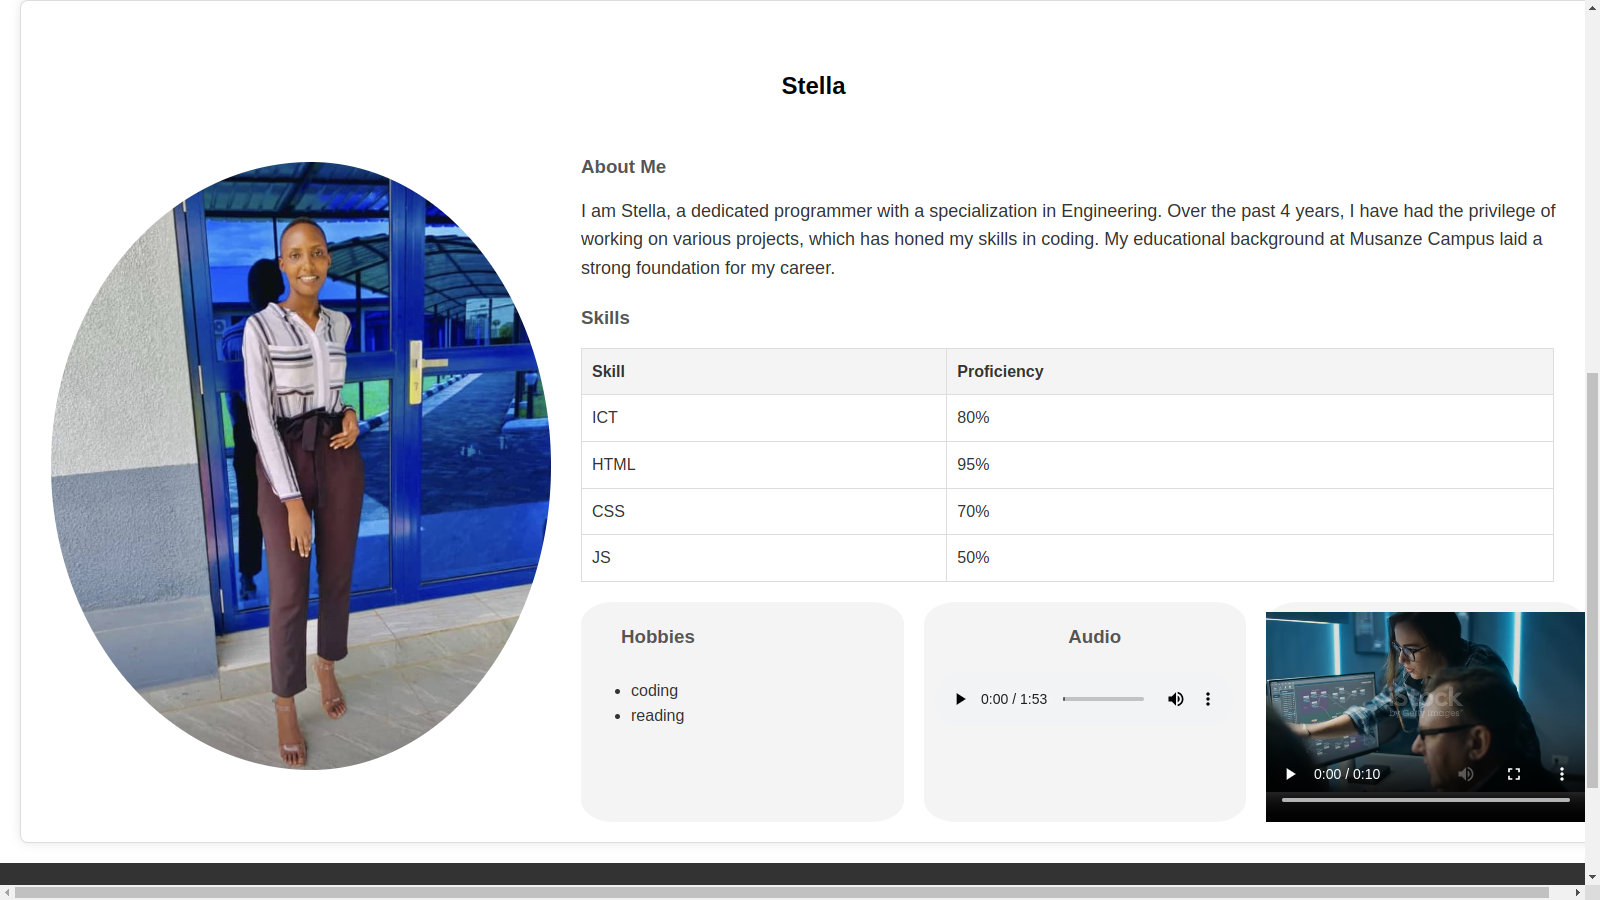 Stella
About Me
I am Stella, a dedicated programmer with a specialization in Engineering. Over the past 4 years, I have had the privilege of
working on various projects, which has honed my skills in coding. My educational background at Musanze Campus laid a
strong foundation for my career.
Skills
Skill Proficiency
ICT 80%
HTML 95%
CSS 70%
JS 50%
Hobbies
coding
reading
Audio
0:00 / 1:53
iStock
by Getty Images™
0:00 / 0:10